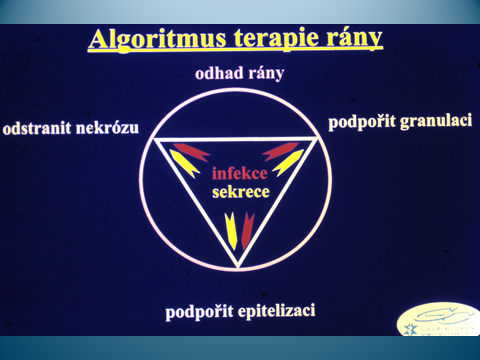 Algoritmus terapie rány
odhad rány
odstranit nekrózu
podpořit granulaci
infekce
sekrece
podpořit epitelizaci